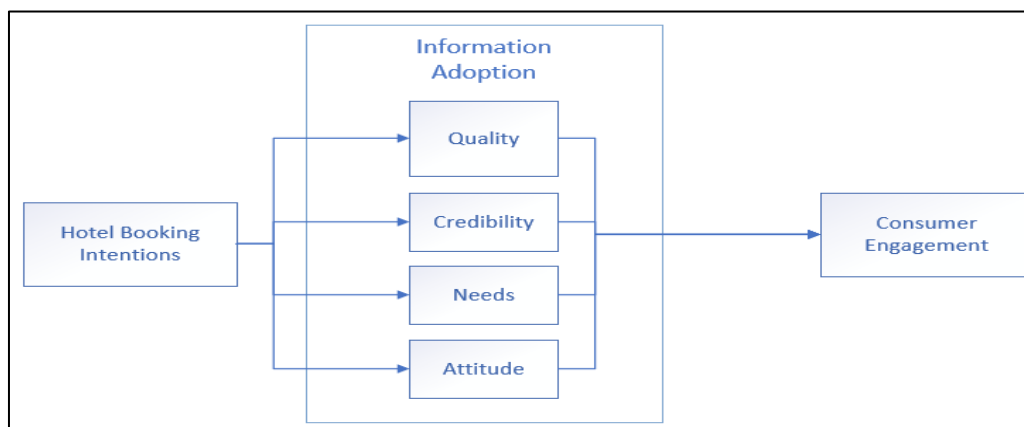 Information
Adoption
Quality
Credibility
Hotel Booking
Intentions
Consumer
Engagement
Needs
Attitude